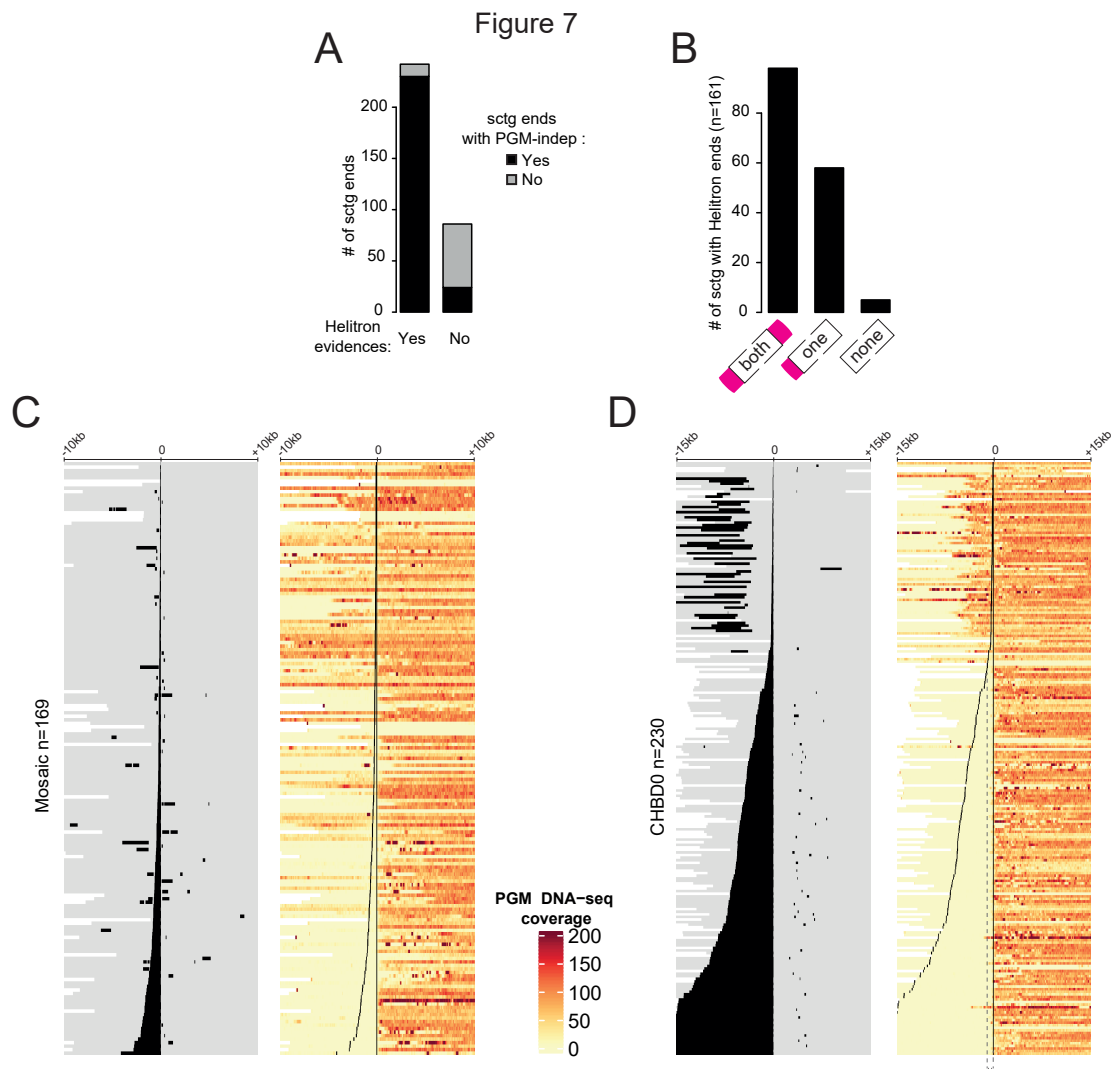 Figure 7
A
# of sctg ends
200
150
100
50
0
sctg ends
with PGM-indep :
Yes
No
Helitron
evidences:
Yes
No
B
# of sctg with Helitron ends (n=161)
80
60
40
20
0
both
one
none
C
-10kb
0
+10kb
-10kb
0
+10kb
Mosaic n=169
PGM DNA−seq
coverage
200
150
100
50
0
D
-15kb
0
+15kb
-15kb
0
+15kb
CHBD0 n=230